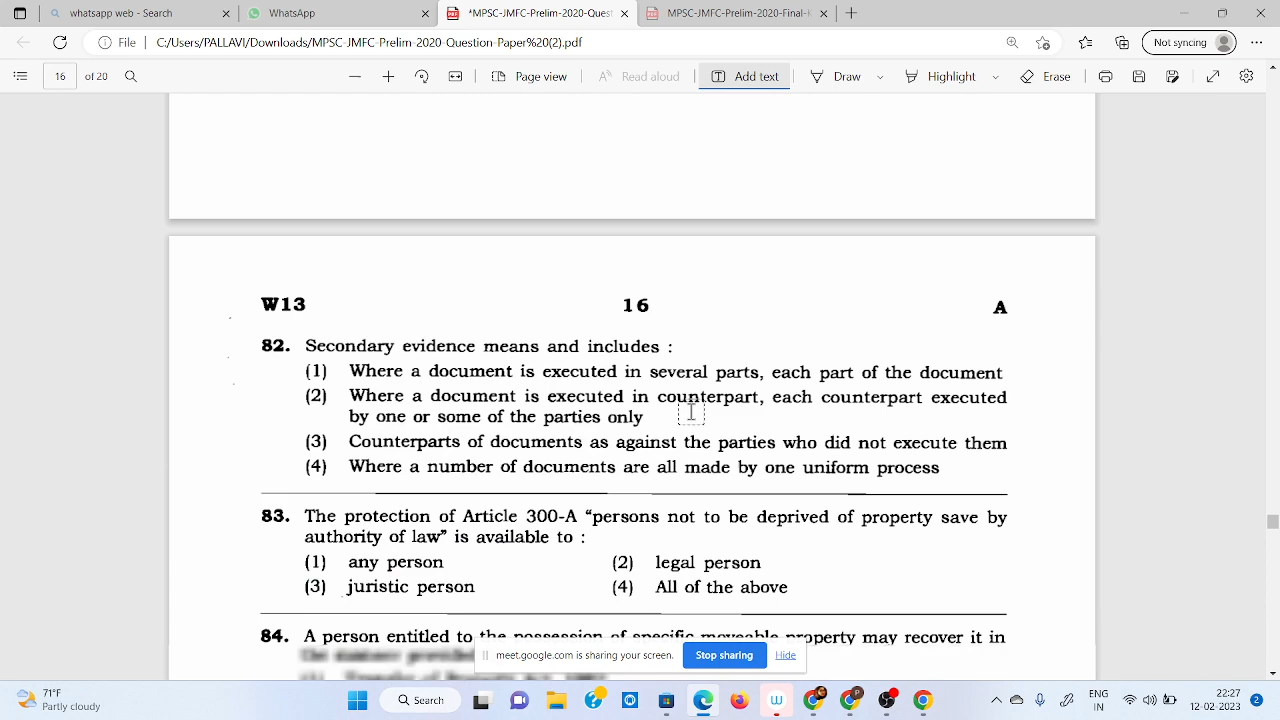 whatsapp web - Search
WhatsApp
*MPSC-JMFC-Prelim-2020-Quest
MPSC-JMFC-Prelim-2020-Final-K
File C:/Users/PALLAVI/Downloads/MPSC-JMFC-Prelim-2020-Question-Paper%20(2).pdf
Not syncing
16 of 20
Page view
Read aloud
Add text
Draw
Highlight
Erase
W13 16 A
82. Secondary evidence means and includes :
(1) Where a document is executed in several parts, each part of the document
(2) Where a document is executed in counterpart, each counterpart executed
by one or some of the parties only
(3) Counterparts of documents as against the parties who did not execute them
(4) Where a number of documents are all made by one uniform process
83. The protection of Article 300-A “persons not to be deprived of property save by
authority of law” is available to :
(1) any person (2) legal person
(3) juristic person (4) All of the above
84. A person entitled to the possession of specific moveable property may recover it in
the manner provided
meet.google.com is sharing your screen.
Stop sharing
Hide
71°F
Partly cloudy
Search
ENG
IN
15:25:27
12-02-2023
2